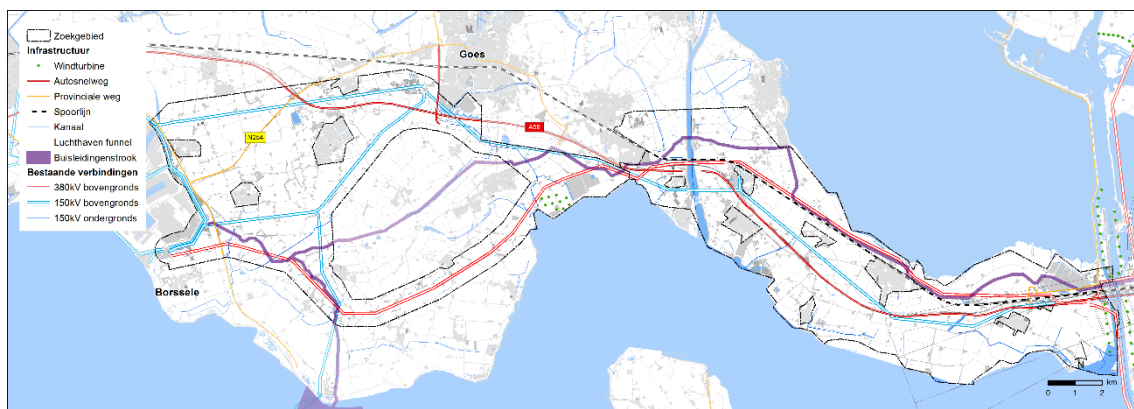 Zoekgebied
Infrastructuur
Windturbine
Autosnelweg
Provinciale weg
Spoorlijn
Kanaal
Luchthaven funnel
Buisleidingenstrook
Bestaande verbindingen
380kV bovengronds
150kV bovengronds
150kV ondergronds
Goes
A58
N254
Borssele
N
0 1 2
km